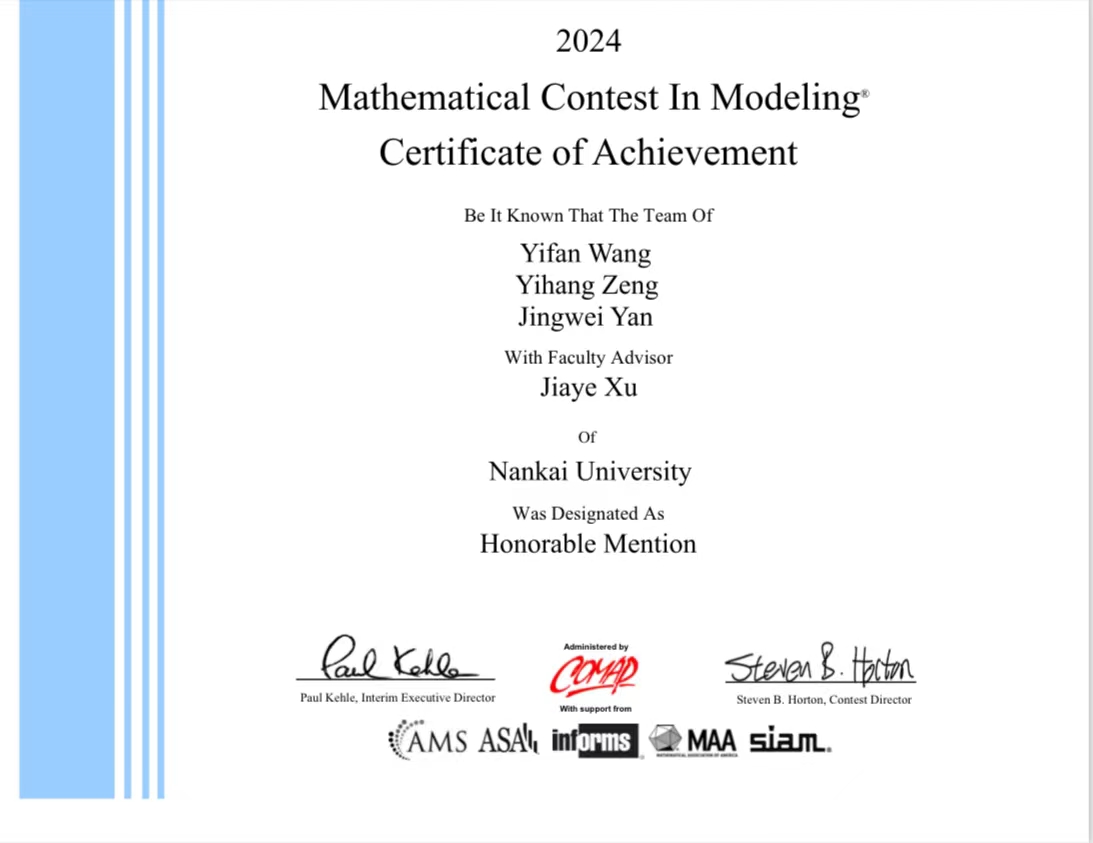 2024
Mathematical Contest In Modeling®
Certificate of Achievement
Be It Known That The Team Of
Yifan Wang
Yihang Zeng
Jingwei Yan
With Faculty Advisor
Jiaye Xu
Of
Nankai University
Was Designated As
Honorable Mention
Paul Kehle
Administered by
COMAP
Steven B. Horton
Paul Kehle, Interim Executive Director
With support from
Steven B. Horton, Contest Director
AMS ASA informs MAA siam.
MATHEMATICAL ASSOCIATION OF AMERICA